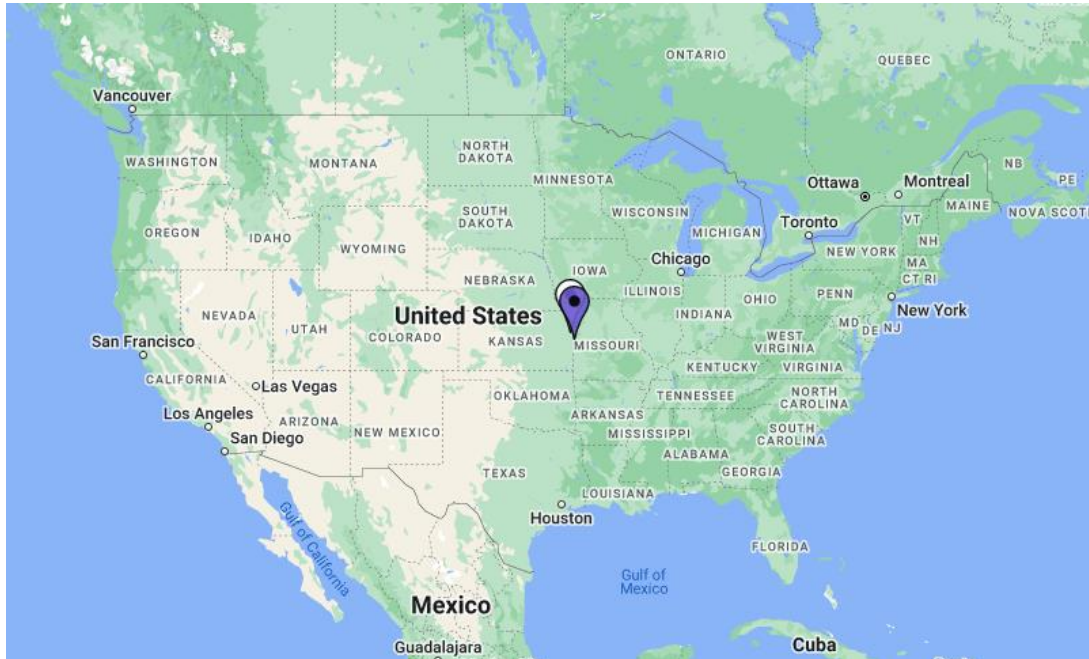 ONTARIO
QUEBEC
Vancouver
WASHINGTON
MONTANA
NORTH
DAKOTA
MINNESOTA
NB
PE
Ottawa
Montreal
MAINE
NOVA SCOTI
OREGON
IDAHO
SOUTH
DAKOTA
WISCONSIN
MICHIGAN
Toronto
VT
NEW YORK
NH
WYOMING
MA
CT RI
Chicago
IOWA
NEBRASKA
ILLINOIS
OHIO
PENN
NEVADA
UTAH
COLORADO
United States
INDIANA
New York
MD
DE
NJ
San Francisco
KANSAS
MISSOURI
WEST
VIRGINIA
KENTUCKY
VIRGINIA
CALIFORNIA
Las Vegas
OKLAHOMA
TENNESSEE
NORTH
CAROLINA
Los Angeles
ARIZONA
NEW MEXICO
ARKANSAS
MISSISSIPPI
SOUTH
CAROLINA
San Diego
ALABAMA
TEXAS
GEORGIA
LOUISIANA
Houston
FLORIDA
Gulf of California
Gulf of
Mexico
Mexico
Guadalajara
Cuba